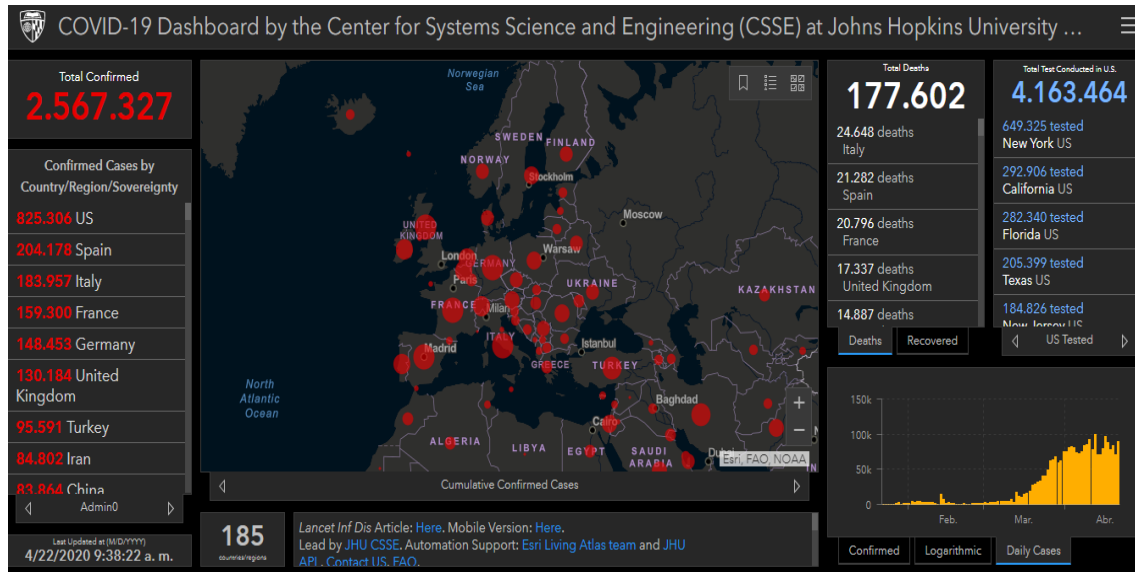 COVID-19 Dashboard by the Center for Systems Science and Engineering (CSSE) at Johns Hopkins University ...
Total Confirmed
2.567.327
Confirmed Cases by
Country/Region/Sovereignty
825.306 US
204.178 Spain
183.957 Italy
159.300 France
148.453 Germany
130.184 United
Kingdom
95.591 Turkey
84.802 Iran
83.864 China
Admin0
Last Updated at (M/D/YYYY)
4/22/2020 9:38:22 a. m.
Norwegian
Sea
SWEDEN
FINLAND
NORWAY
Stockholm
Moscow
UNITED
KINGDOM
London
GERMANY
Warsaw
Paris
UKRAINE
KAZAKHSTAN
FRANCE
Milan
ITALY
Madrid
Istanbul
GREECE
TURKEY
North
Atlantic
Ocean
Baghdad
Cairo
ALGERIA
LIBYA
EGYPT
SAUDI
ARABIA
+
−
Esri, FAO, NOAA
Cumulative Confirmed Cases
185
countries/regions
Lancet Inf Dis Article: Here. Mobile Version: Here.
Lead by JHU CSSE. Automation Support: Esri Living Atlas team and JHU
APL. Contact US. FAQ.
Total Deaths
177.602
24.648 deaths
Italy
21.282 deaths
Spain
20.796 deaths
France
17.337 deaths
United Kingdom
14.887 deaths
Deaths
Recovered
Total Test Conducted in U.S.
4.163.464
649.325 tested
New York US
292.906 tested
California US
282.340 tested
Florida US
205.399 tested
Texas US
184.826 tested
New Jersey US
US Tested
150k
100k
50k
0
Feb.
Mar.
Abr.
Confirmed
Logarithmic
Daily Cases